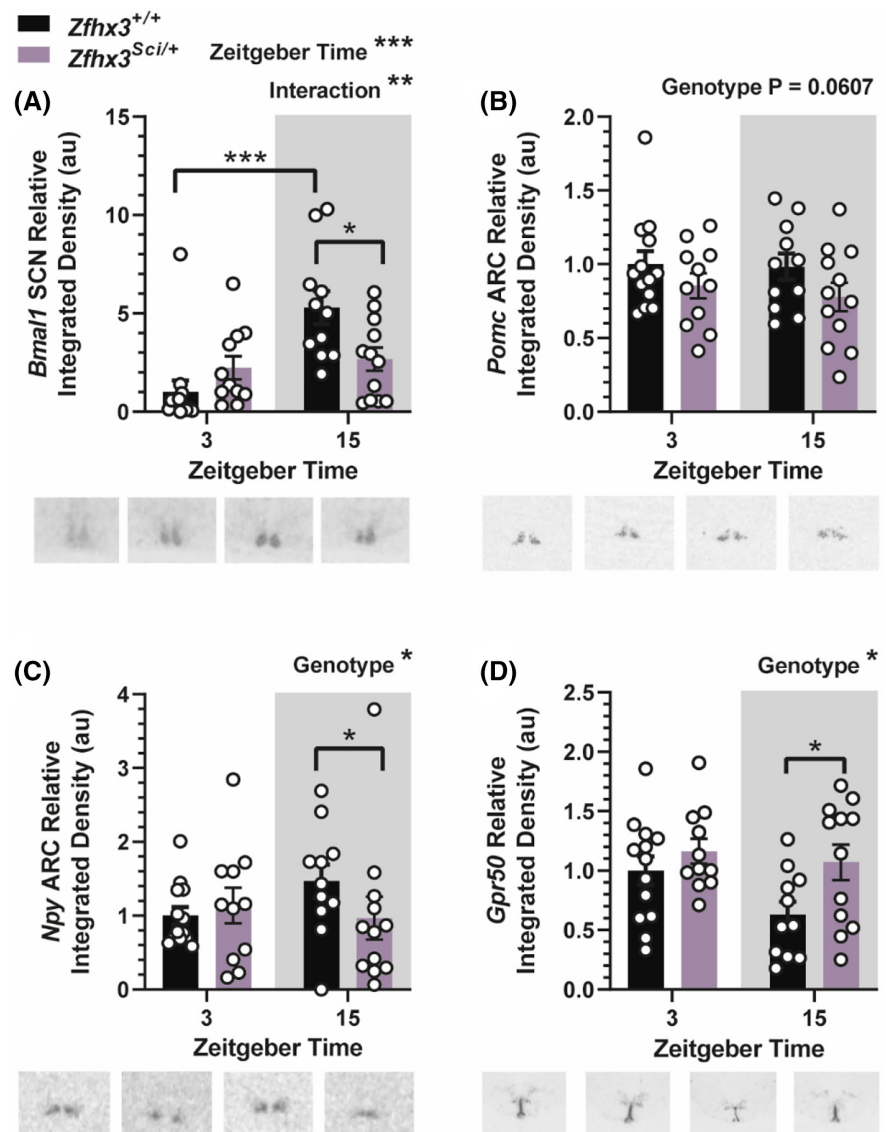 Zfhx3+/+
Zfhx3Sci/+
Zeitgeber Time ***
Interaction **
(A)
Bmal1 SCN Relative
Integrated Density (au)
15
10
5
0
***
*
3 15
Zeitgeber Time
(B)
Genotype P = 0.0607
Pomc ARC Relative
Integrated Density (au)
2.0
1.5
1.0
0.5
0.0
3 15
Zeitgeber Time
(C)
Genotype *
Npy ARC Relative
Integrated Density (au)
4
3
2
1
0
*
3 15
Zeitgeber Time
(D)
Genotype *
Gpr50 Relative
Integrated Density (au)
2.5
2.0
1.5
1.0
0.5
0.0
*
3 15
Zeitgeber Time